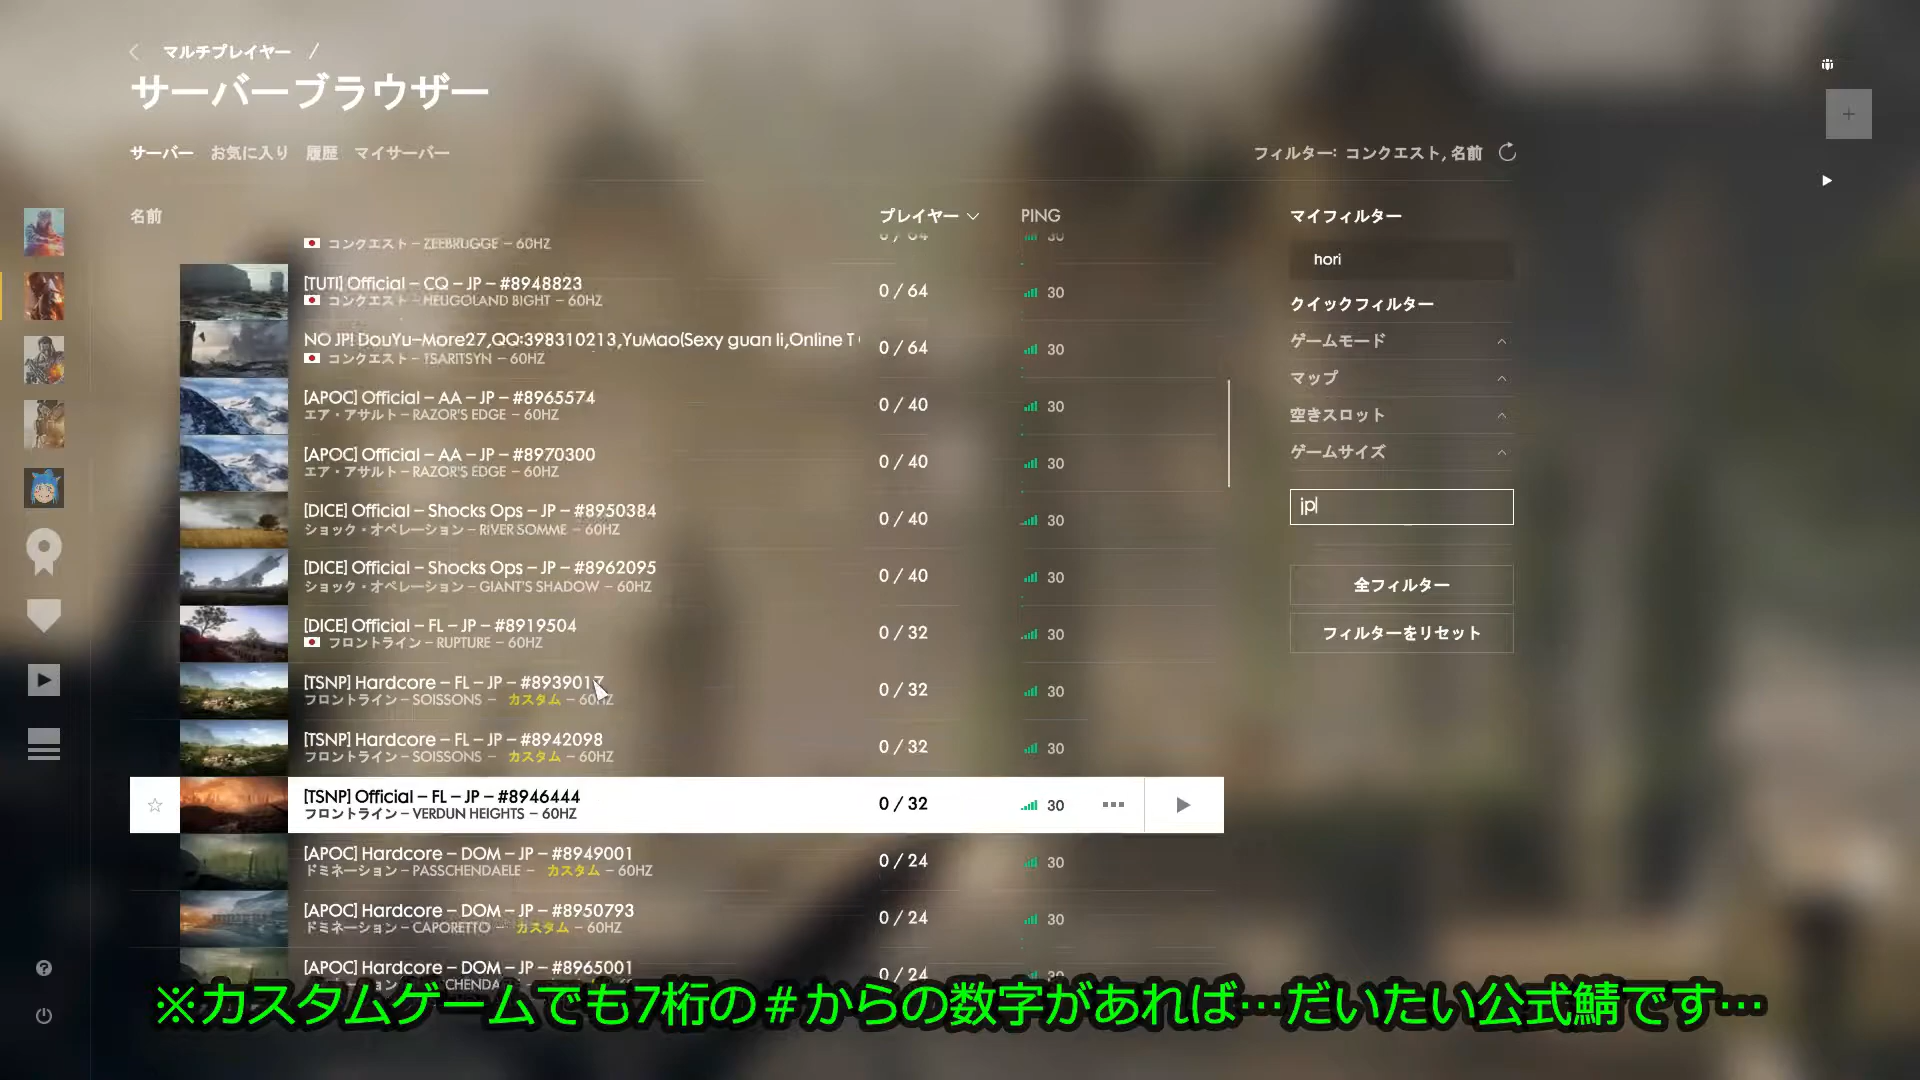 マルチプレイヤー /
サーバーブラウザー
サーバー お気に入り 履歴 マイサーバー
フィルター: コンクエスト, 名前
名前 プレイヤー PING
コンクエスト – ZEEBRUGGE – 60HZ 0 / 64 30
[TUTI] Official – CQ – JP – #8948823 0 / 64 30
コンクエスト – HELIGOLAND BIGHT – 60HZ
NO JP! DouYu–More27,QQ:398310213,YuMao(Sexy guan li,Online T 0 / 64 30
コンクエスト – TSARITSYN – 60HZ
[APOC] Official – AA – JP – #8965574 0 / 40 30
エア・アサルト – RAZOR'S EDGE – 60HZ
[APOC] Official – AA – JP – #8970300 0 / 40 30
エア・アサルト – RAZOR'S EDGE – 60HZ
[DICE] Official – Shocks Ops – JP – #8950384 0 / 40 30
ショック・オペレーション – RIVER SOMME – 60HZ
[DICE] Official – Shocks Ops – JP – #8962095 0 / 40 30
ショック・オペレーション – GIANT'S SHADOW – 60HZ
[DICE] Official – FL – JP – #8919504 0 / 32 30
フロントライン – RUPTURE – 60HZ
[TSNP] Hardcore – FL – JP – #8939017 0 / 32 30
フロントライン – SOISSONS – カスタム – 60HZ
[TSNP] Hardcore – FL – JP – #8942098 0 / 32 30
フロントライン – SOISSONS – カスタム – 60HZ
[TSNP] Official – FL – JP – #8946444 0 / 32 30
フロントライン – VERDUN HEIGHTS – 60HZ
[APOC] Hardcore – DOM – JP – #8949001 0 / 24 30
ドミネーション – PASSCHENDAELE – カスタム – 60HZ
[APOC] Hardcore – DOM – JP – #8950793 0 / 24 30
ドミネーション – CAPORETTO – カスタム – 60HZ
[APOC] Hardcore – DOM – JP – #8965001 0 / 24 30
マイフィルター
hori
クイックフィルター
ゲームモード
マップ
空きスロット
ゲームサイズ
jp
全フィルター
フィルターをリセット
※カスタムゲームでも7桁の＃からの数字があれば…だいたい公式鯖です…